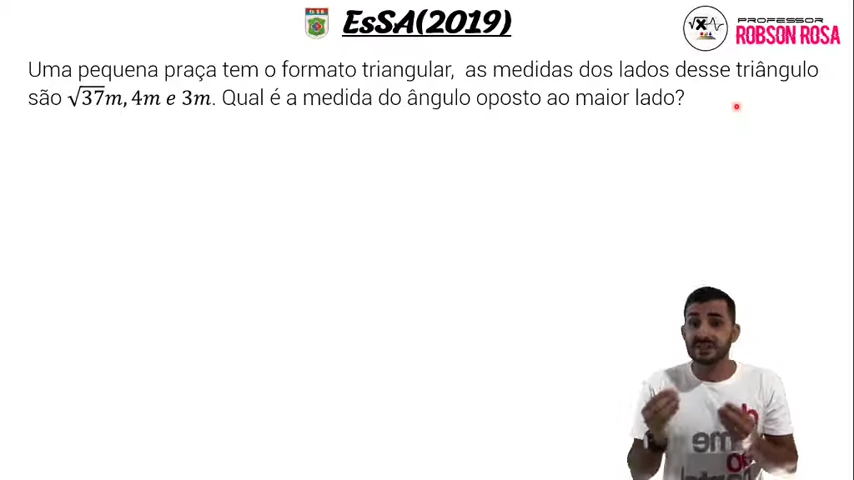 EsSA(2019)
PROFESSOR
ROBSON ROSA
Uma pequena praça tem o formato triangular, as medidas dos lados desse triângulo
são √37m, 4m e 3m. Qual é a medida do ângulo oposto ao maior lado?